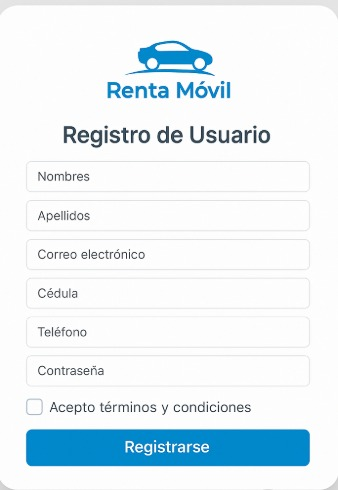 Renta Móvil
Registro de Usuario
Nombres
Apellidos
Correo electrónico
Cédula
Teléfono
Contraseña
Acepto términos y condiciones
Registrarse